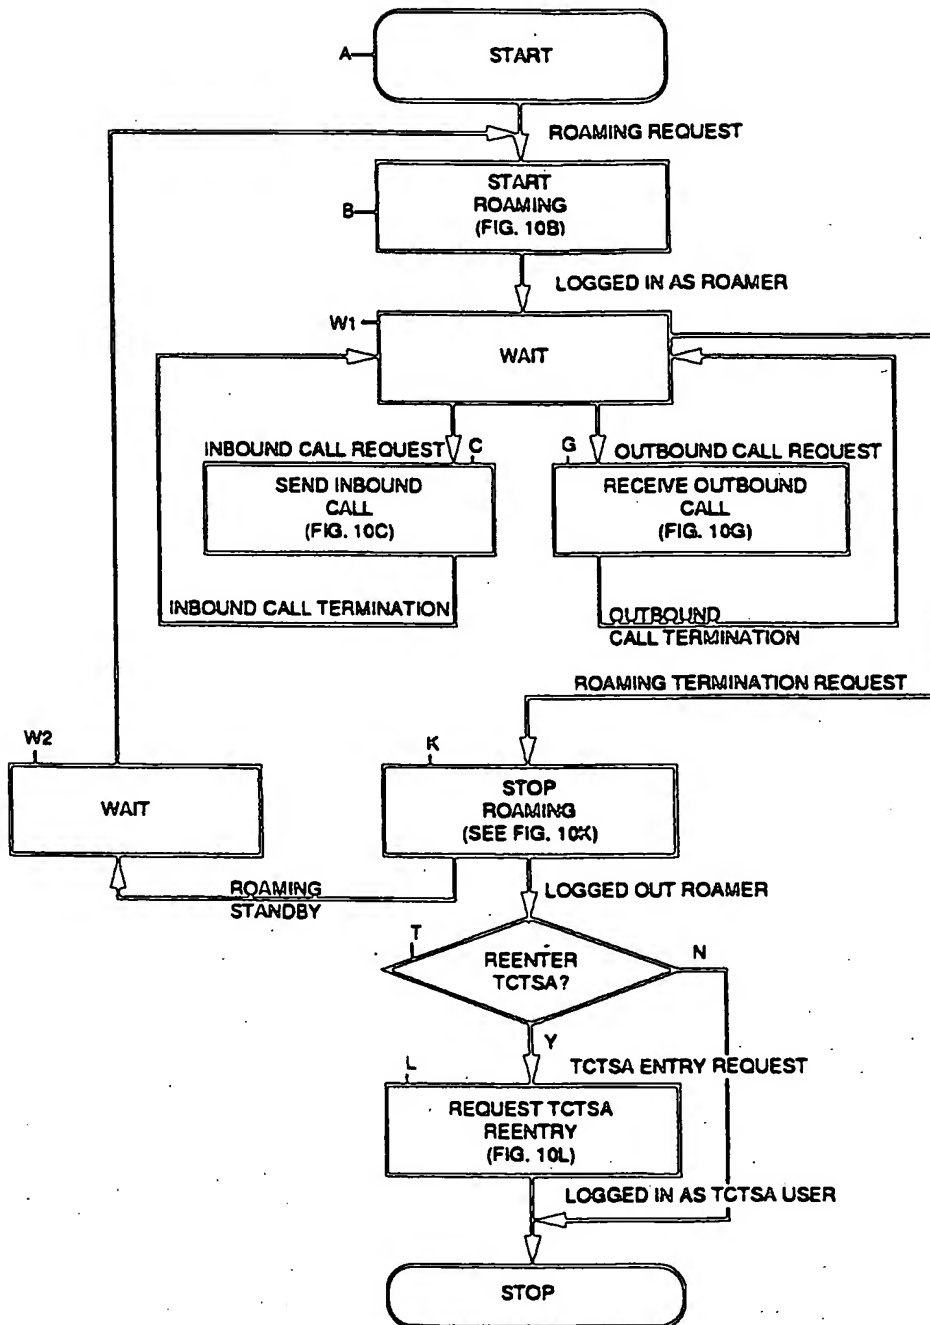 A
START
ROAMING REQUEST
B
START
ROAMING
(FIG. 10B)
LOGGED IN AS ROAMER
W1
WAIT
INBOUND CALL REQUEST
C
G
OUTBOUND CALL REQUEST
SEND INBOUND
CALL
(FIG. 10C)
RECEIVE OUTBOUND
CALL
(FIG. 10G)
INBOUND CALL TERMINATION
OUTBOUND
CALL TERMINATION
ROAMING TERMINATION REQUEST
W2
WAIT
K
STOP
ROAMING
(SEE FIG. 10K)
ROAMING
STANDBY
LOGGED OUT ROAMER
T
REENTER
TCTSA?
N
Y
TCTSA ENTRY REQUEST
L
REQUEST TCTSA
REENTRY
(FIG. 10L)
LOGGED IN AS TCTSA USER
STOP